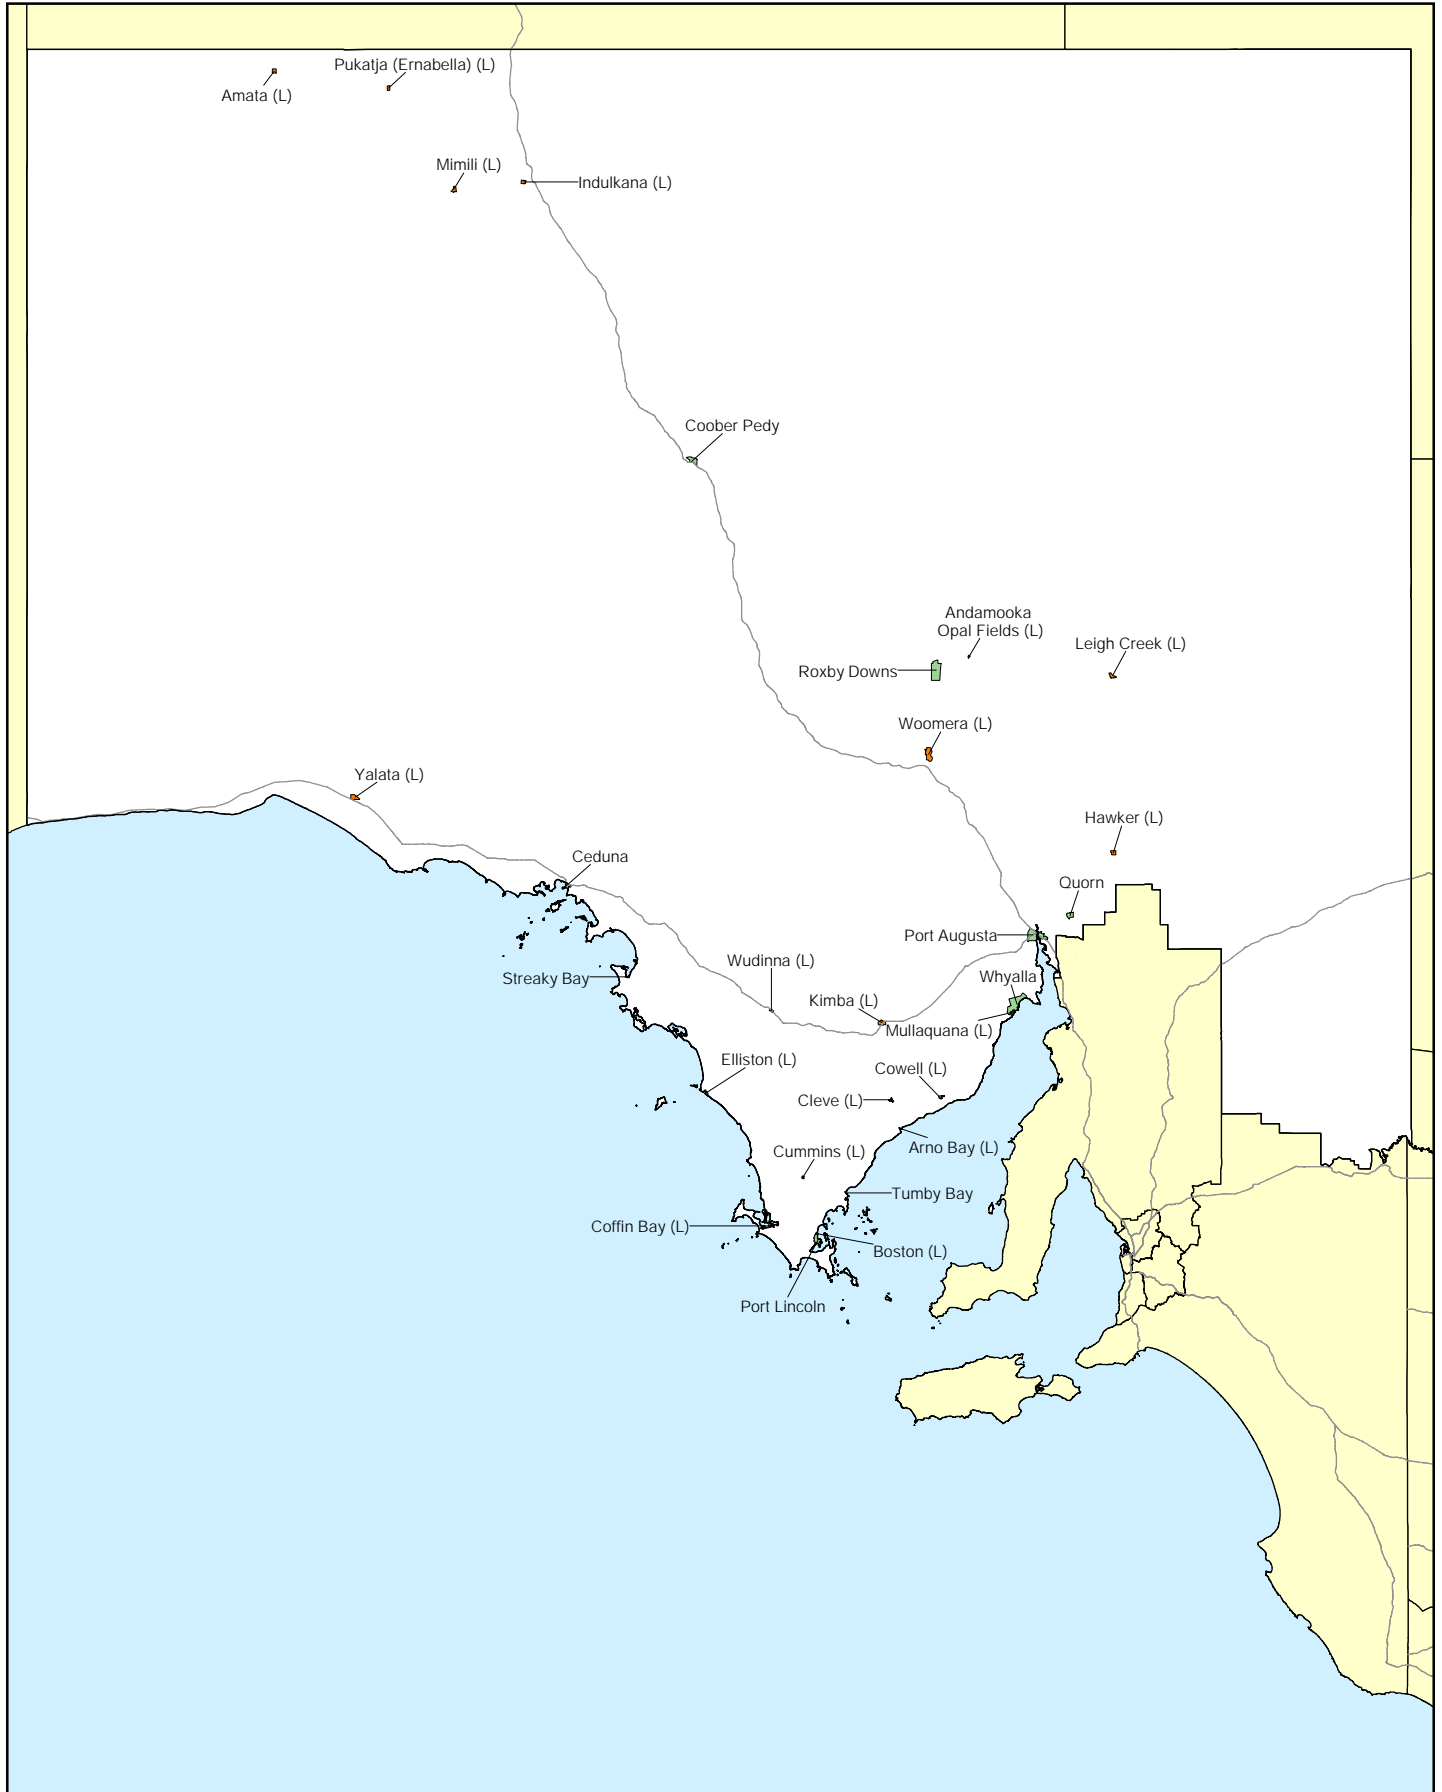 Pukatja (Ernabella) (L)
Amata (L)
Mimili (L)
Indulkana (L)
Coober Pedy
Andamooka
Opal Fields (L)
Leigh Creek (L)
Roxby Downs
Woomera (L)
Yalata (L)
Hawker (L)
Ceduna
Quorn
Port Augusta
Wudinna (L)
Streaky Bay
Whyalla
Kimba (L)
Mullaquana (L)
Elliston (L)
Cowell (L)
Cleve (L)
Arno Bay (L)
Cummins (L)
Tumby Bay
Coffin Bay (L)
Boston (L)
Port Lincoln